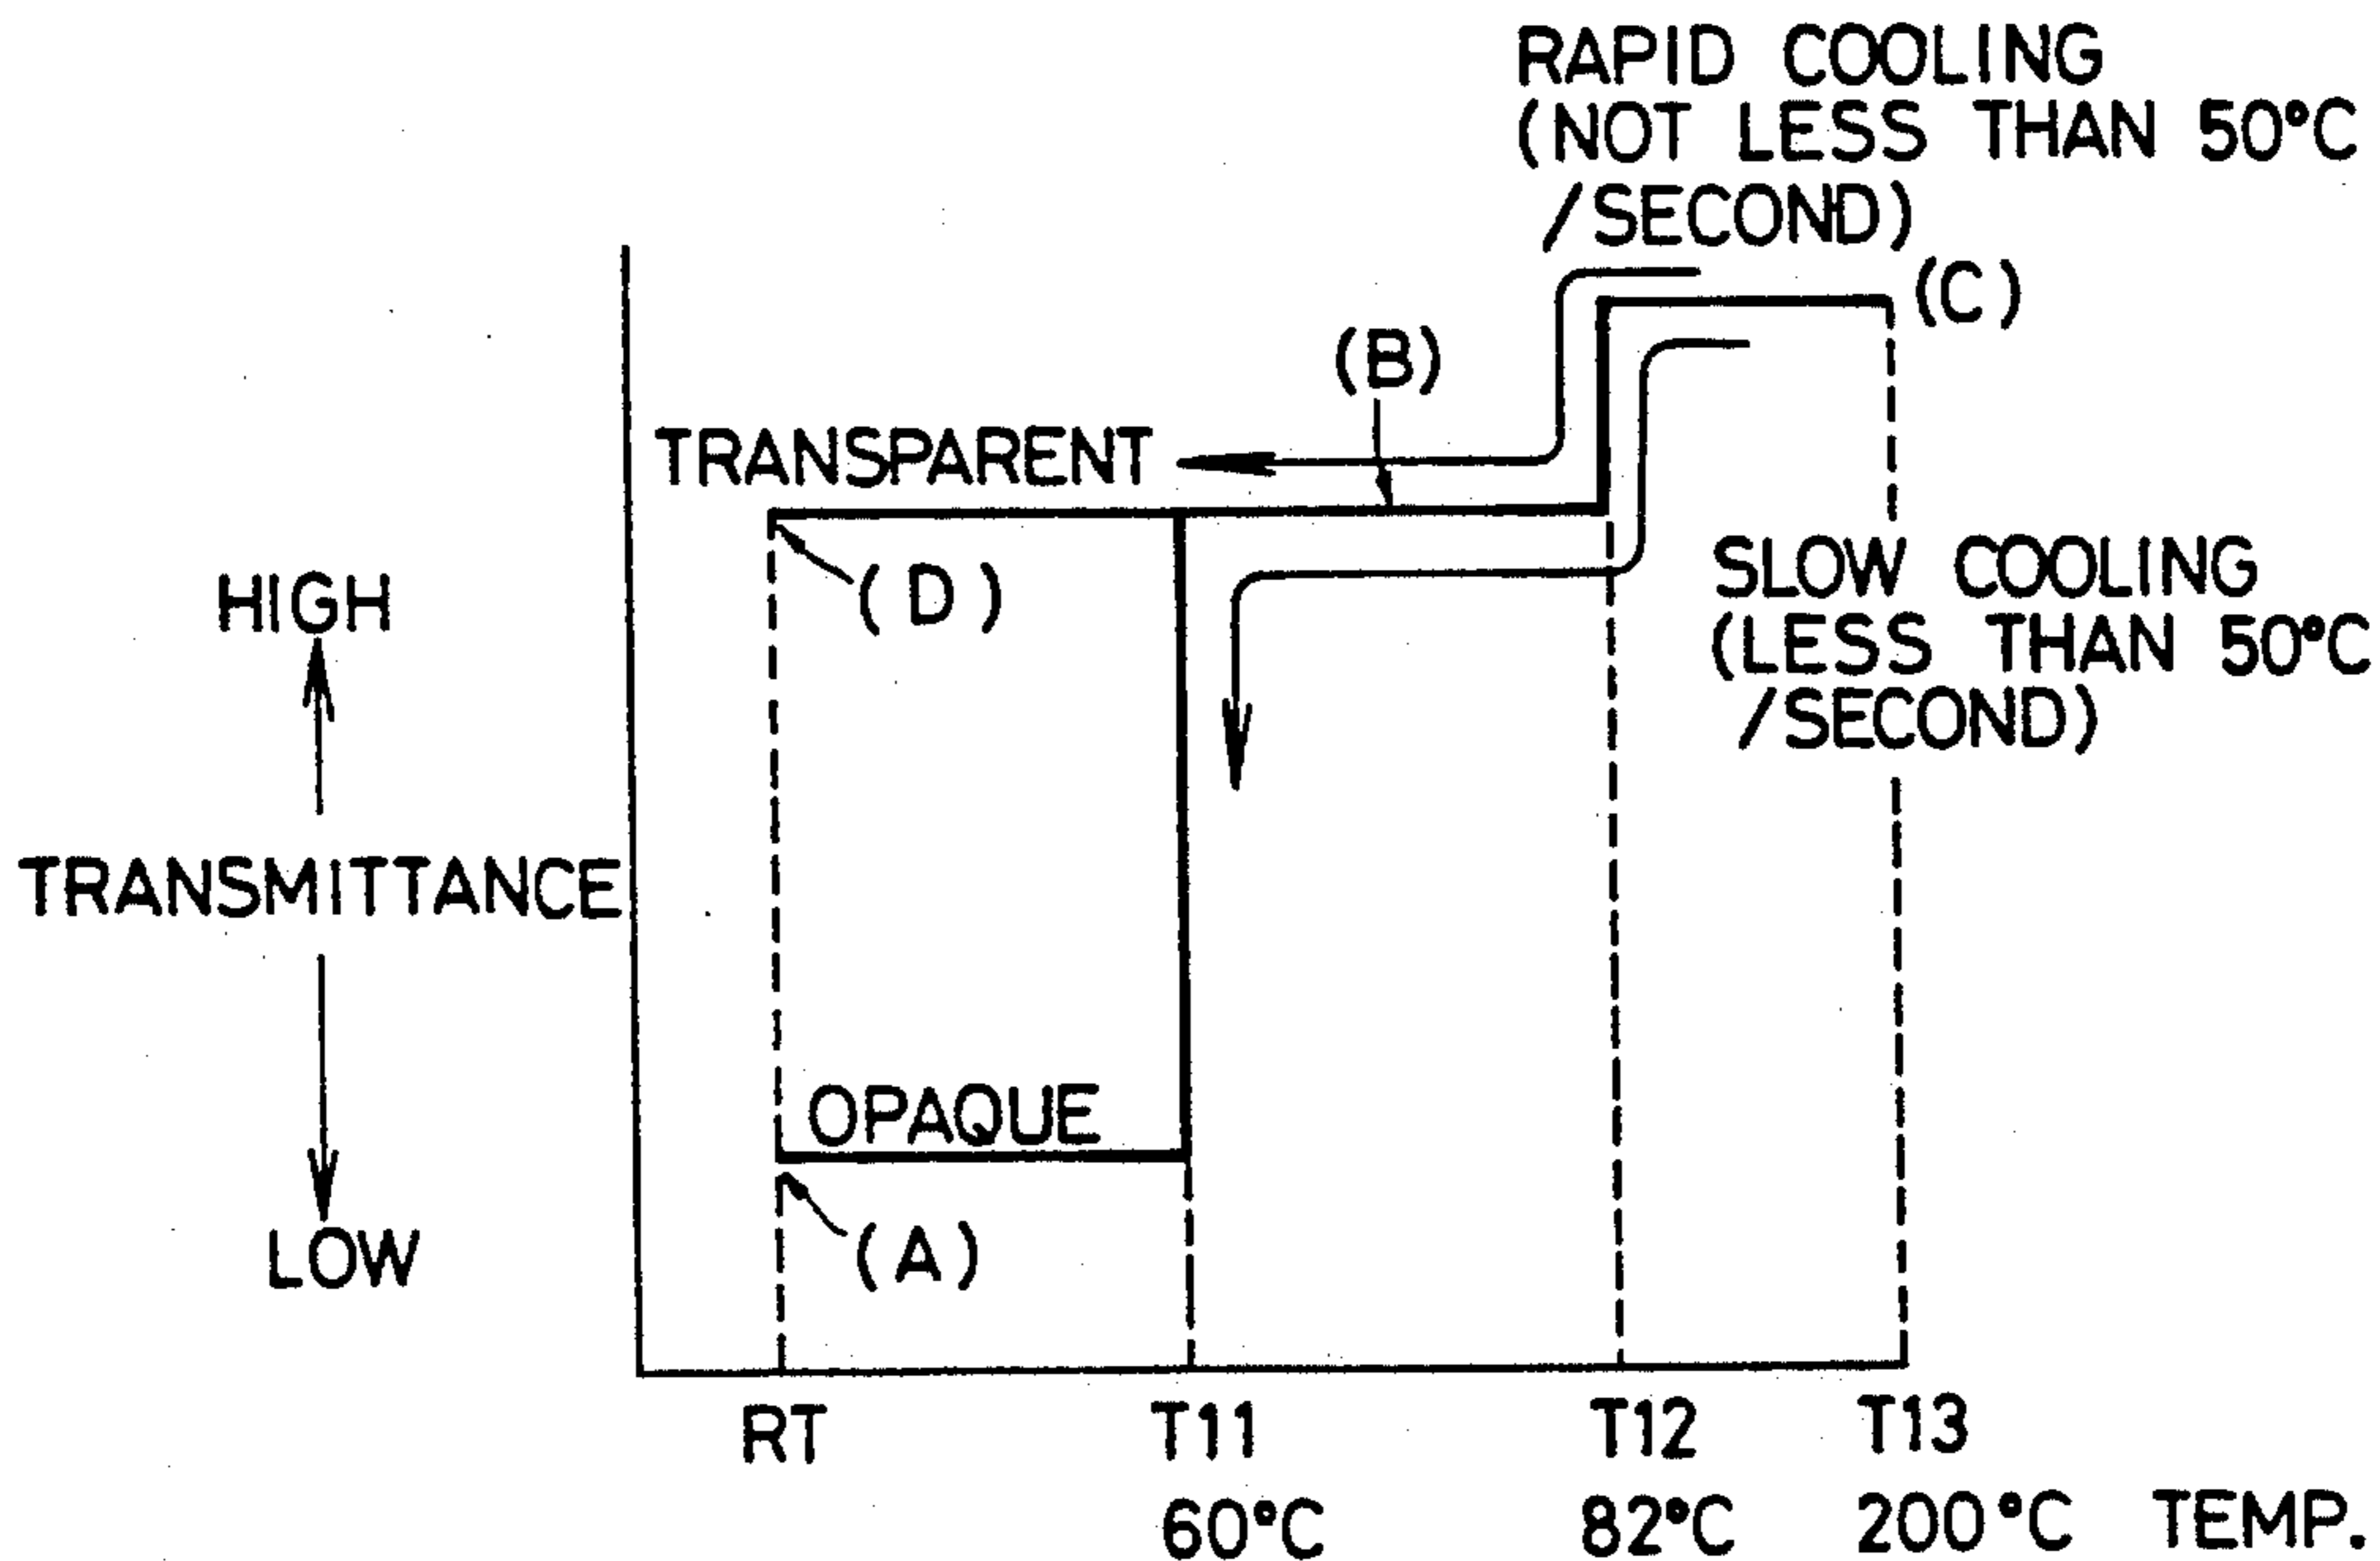 RAPID COOLING
(NOT LESS THAN 50°C
/SECOND)
(C)
(B)
TRANSPARENT
(D)
HIGH
SLOW COOLING
(LESS THAN 50°C
/SECOND)
TRANSMITTANCE
OPAQUE
(A)
LOW
RT T11 T12 T13
60°C 82°C 200°C TEMP.